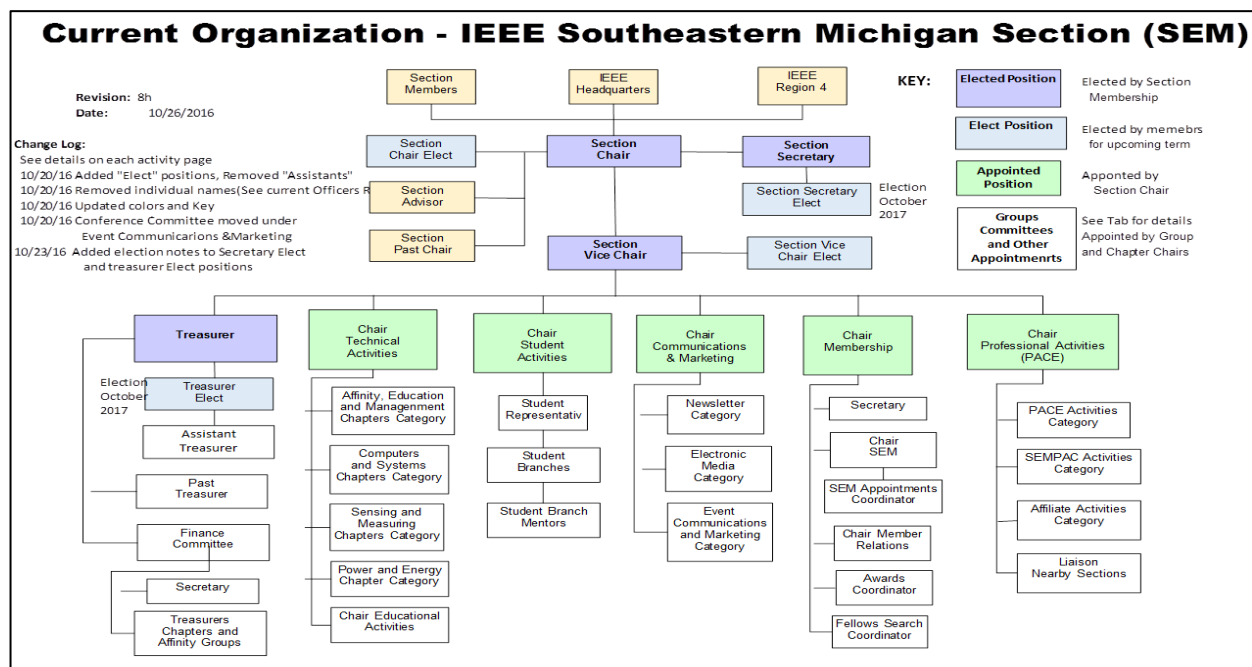 Current Organization - IEEE Southeastern Michigan Section (SEM)
Revision: 8h
Date: 10/26/2016
Change Log:
See details on each activity page
10/20/16 Added "Elect" positions, Removed "Assistants"
10/20/16 Removed individual names(See current Officers R
10/20/16 Updated colors and Key
10/20/16 Conference Committee moved under
Event Communicarions &Marketing
10/23/16 Added election notes to Secretary Elect
and treasurer Elect positions
Section
Members
IEEE
Headquarters
IEEE
Region 4
KEY:
Elected Position
Elected by Section
Membership
Elect Position
Elected by memebrs
for upcoming term
Appointed
Position
Apponted by
Section Chair
Groups
Committees
and Other
Appointmenrts
See Tab for details
Appointed by Group
and Chapter Chairs
Section
Chair Elect
Section
Chair
Section
Secretary
Section
Advisor
Section Secretary
Elect
Election
October
2017
Section
Past Chair
Section
Vice Chair
Section Vice
Chair Elect
Treasurer
Election
October
2017
Treasurer
Elect
Assistant
Treasurer
Past
Treasurer
Finance
Committee
Secretary
Treasurers
Chapters and
Affinity Groups
Chair
Technical
Activities
Affinity, Education
and Managenment
Chapters Category
Computers
and Systems
Chapters Category
Sensing and
Measuring
Chapters Category
Power and Energy
Chapter Category
Chair Educational
Activities
Chair
Student
Activities
Student
Representativ
Student
Branches
Student Branch
Mentors
Chair
Communications
& Marketing
Newsletter
Category
Electronic
Media
Category
Event
Communications
and Marketing
Category
Chair
Membership
Secretary
Chair
SEM
SEM Appointments
Coordinator
Chair Member
Relations
Awards
Coordinator
Fellows Search
Coordinator
Chair
Professional Activities
(PACE)
PACE Activities
Category
SEMPAC Activities
Category
Affiliate Activities
Category
Liaison
Nearby Sections